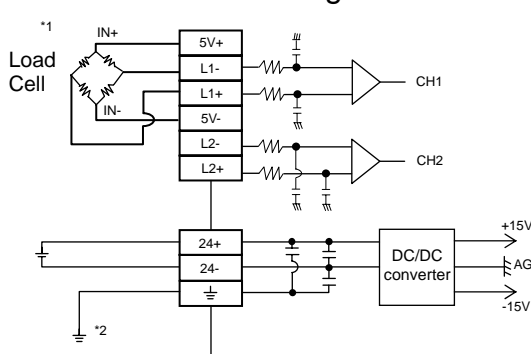 *1
IN+
Load
Cell
IN-
5V+
L1-
L1+
5V-
L2-
L2+
CH1
CH2
24+
24-
*2
DC/DC
converter
+15V
AG
-15V